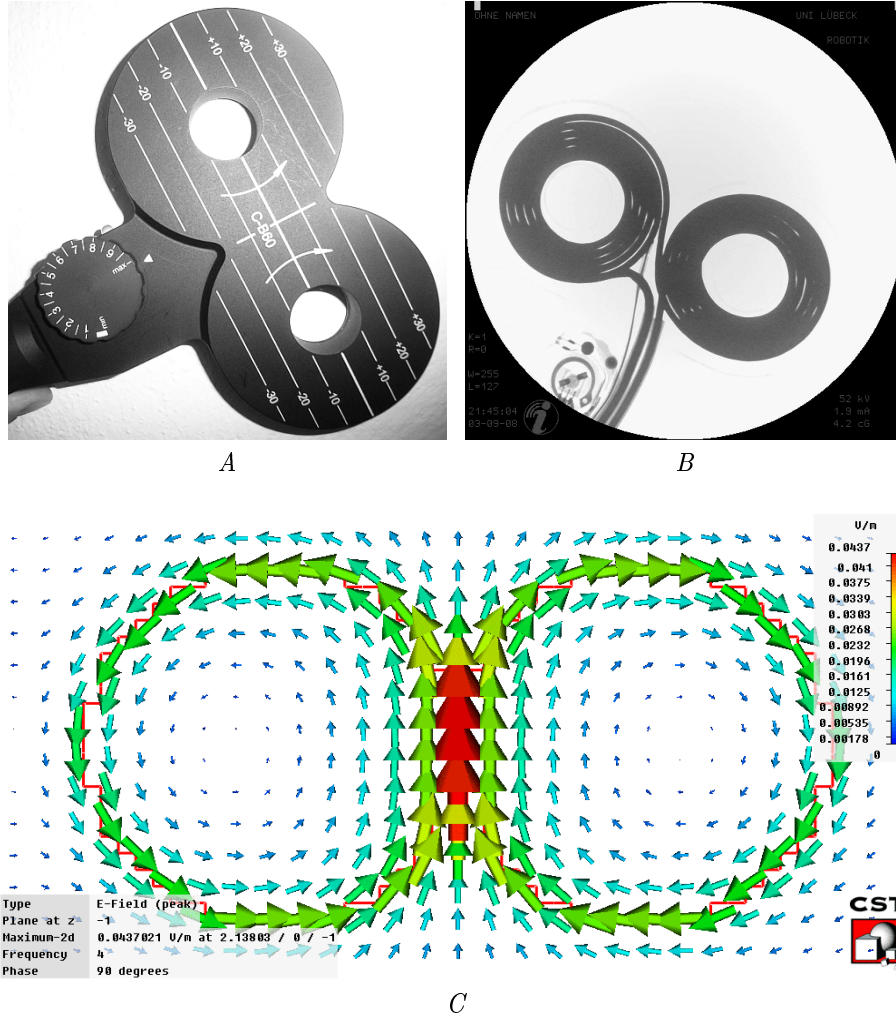 -30
-20
-10
+10
+20
+30
C-B60
-30
-20
-10
+10
+20
+30
min
1
2
3
4
5
6
7
8
9
max
OHNE NAMEN
UNI LÜBECK
ROBOTIK
K=1
R=0
W=255
L=127
21:45:04
03-09-08
52 kV
1.9 mA
4.2 cG
A
B
V/m
0.0437
0.041
0.0375
0.0339
0.0303
0.0268
0.0232
0.0196
0.0161
0.0125
0.00892
0.00535
0.00178
0
Type E-Field (peak)
Plane at z -1
Maximum-2d 0.0437021 V/m at 2.13803 / 0 / -1
Frequency 4
Phase 90 degrees
CST
C